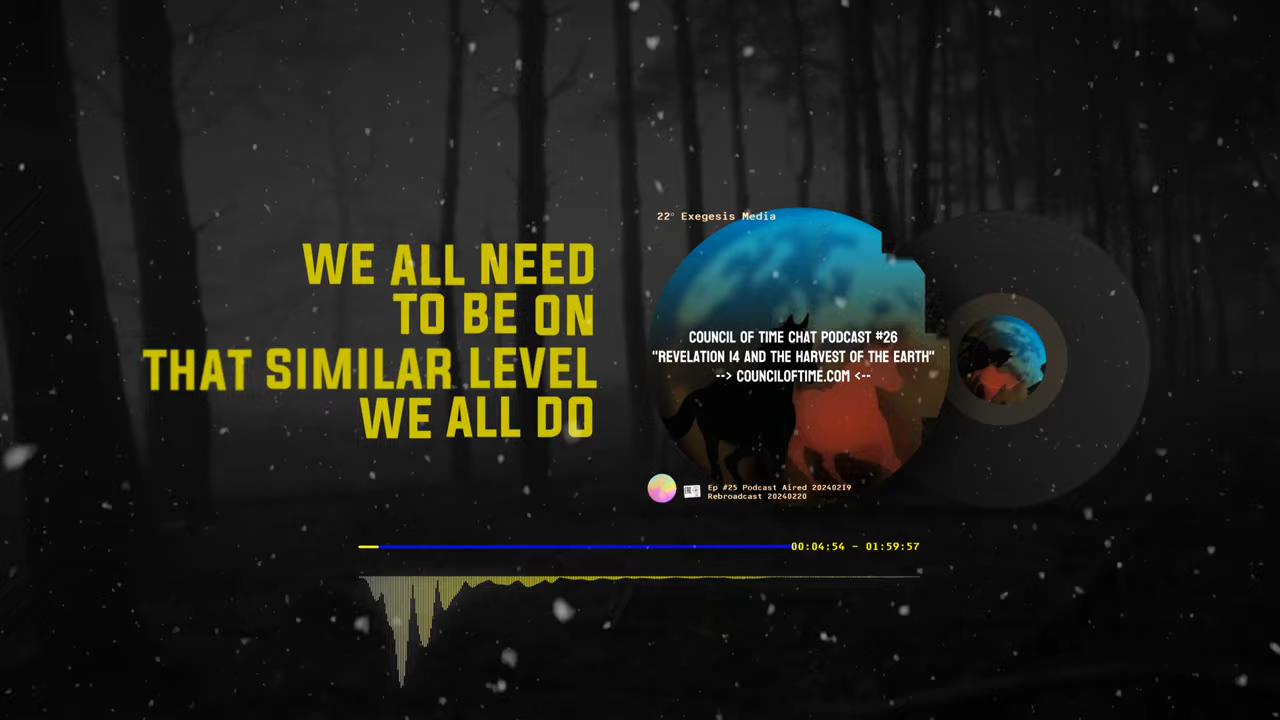 WE ALL NEED
TO BE ON
THAT SIMILAR LEVEL
WE ALL DO
22° Exegesis Media
COUNCIL OF TIME CHAT PODCAST #26
"REVELATION 14 AND THE HARVEST OF THE EARTH"
--> COUNCILOFTIME.COM <--
Ep #25 Podcast Aired 20240219
Rebroadcast 20240220
00:04:54 - 01:59:57